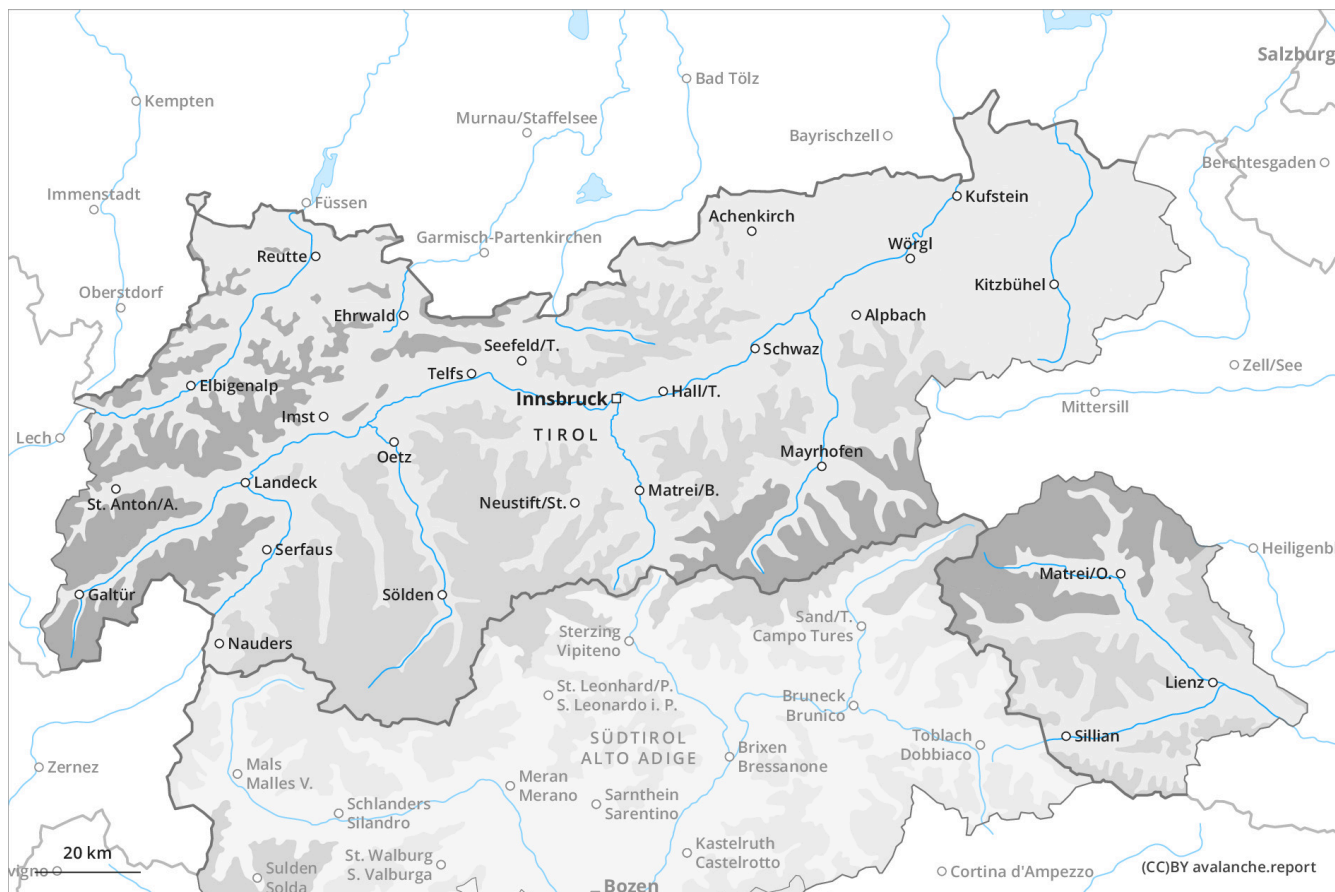 Salzburg
Bad Tölz
Kempten
Murnau/Staffelsee
Bayrischzell
Berchtesgaden
Immenstadt
Füssen
Kufstein
Achenkirch
Garmisch-Partenkirchen
Wörgl
Reutte
Kitzbühel
Oberstdorf
Ehrwald
Alpbach
Seefeld/T.
Schwaz
Zell/See
Telfs
Elbigenalp
Hall/T.
Innsbruck
Mittersill
Imst
Lech
TIROL
Oetz
Mayrhofen
Landeck
Matrei/B.
St. Anton/A.
Neustift/St.
Serfaus
Heiligenb
Matrei/O.
Galtür
Sölden
Sand/T.
Campo Tures
Sterzing
Vipiteno
Nauders
Lienz
St. Leonhard/P.
S. Leonardo i. P.
Bruneck
Brunico
Toblach
Dobbiaco
Sillian
SÜDTIROL
ALTO ADIGE
Brixen
Bressanone
Zernez
Mals
Malles V.
Meran
Merano
Schlanders
Silandro
Sarnthein
Sarentino
Kastelruth
Castelrotto
20 km
St. Walburg
S. Valburga
vigno
Sulden
Solda
Cortina d'Ampezzo
(CC)BY avalanche.report
Bozen